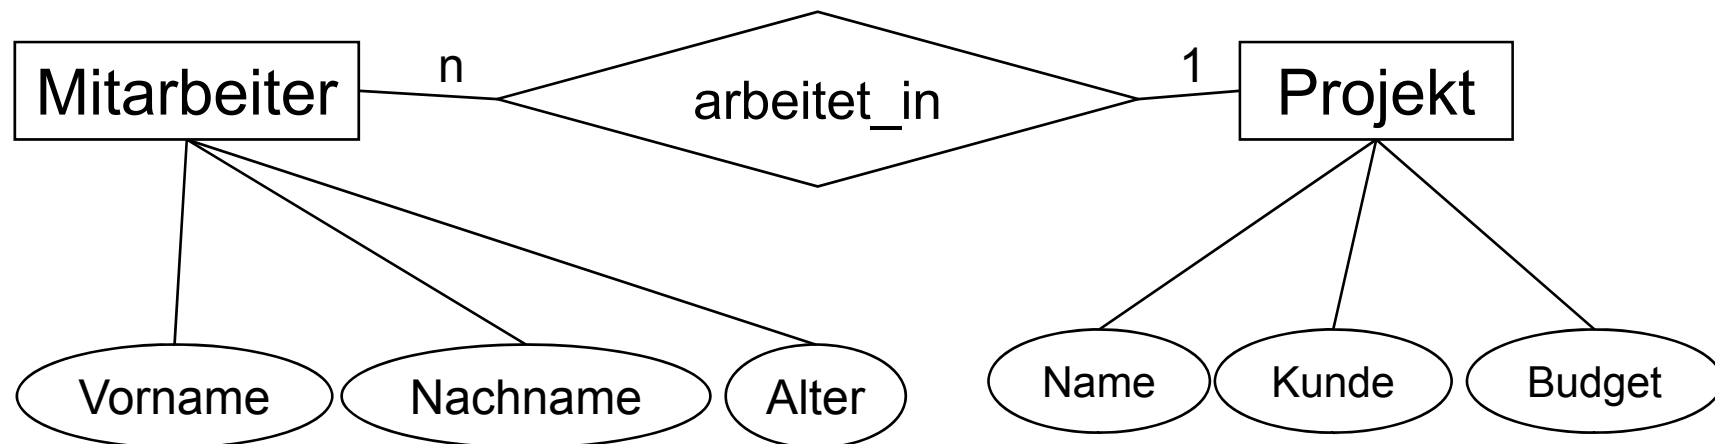 Mitarbeiter
n
arbeitet_in
1
Projekt
Vorname
Nachname
Alter
Name
Kunde
Budget